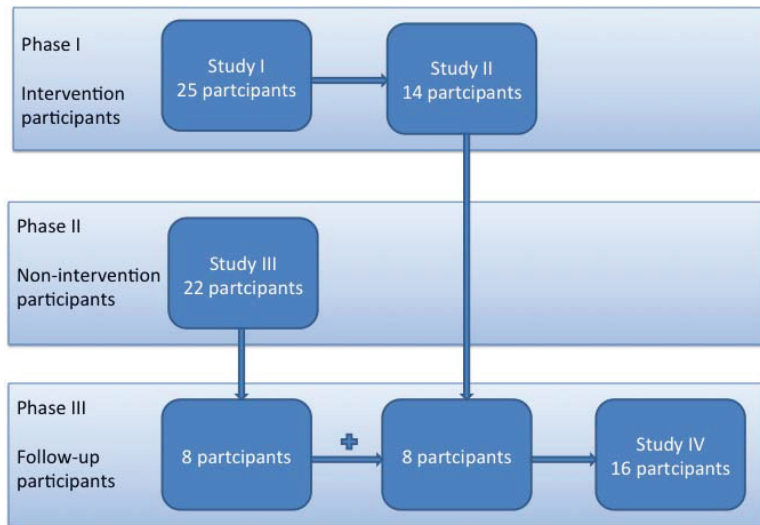 Phase I
Intervention
participants
Study I
25 partcipants
Study II
14 partcipants
Phase II
Non-intervention
participants
Study III
22 partcipants
Phase III
Follow-up
participants
8 partcipants
8 partcipants
Study IV
16 partcipants